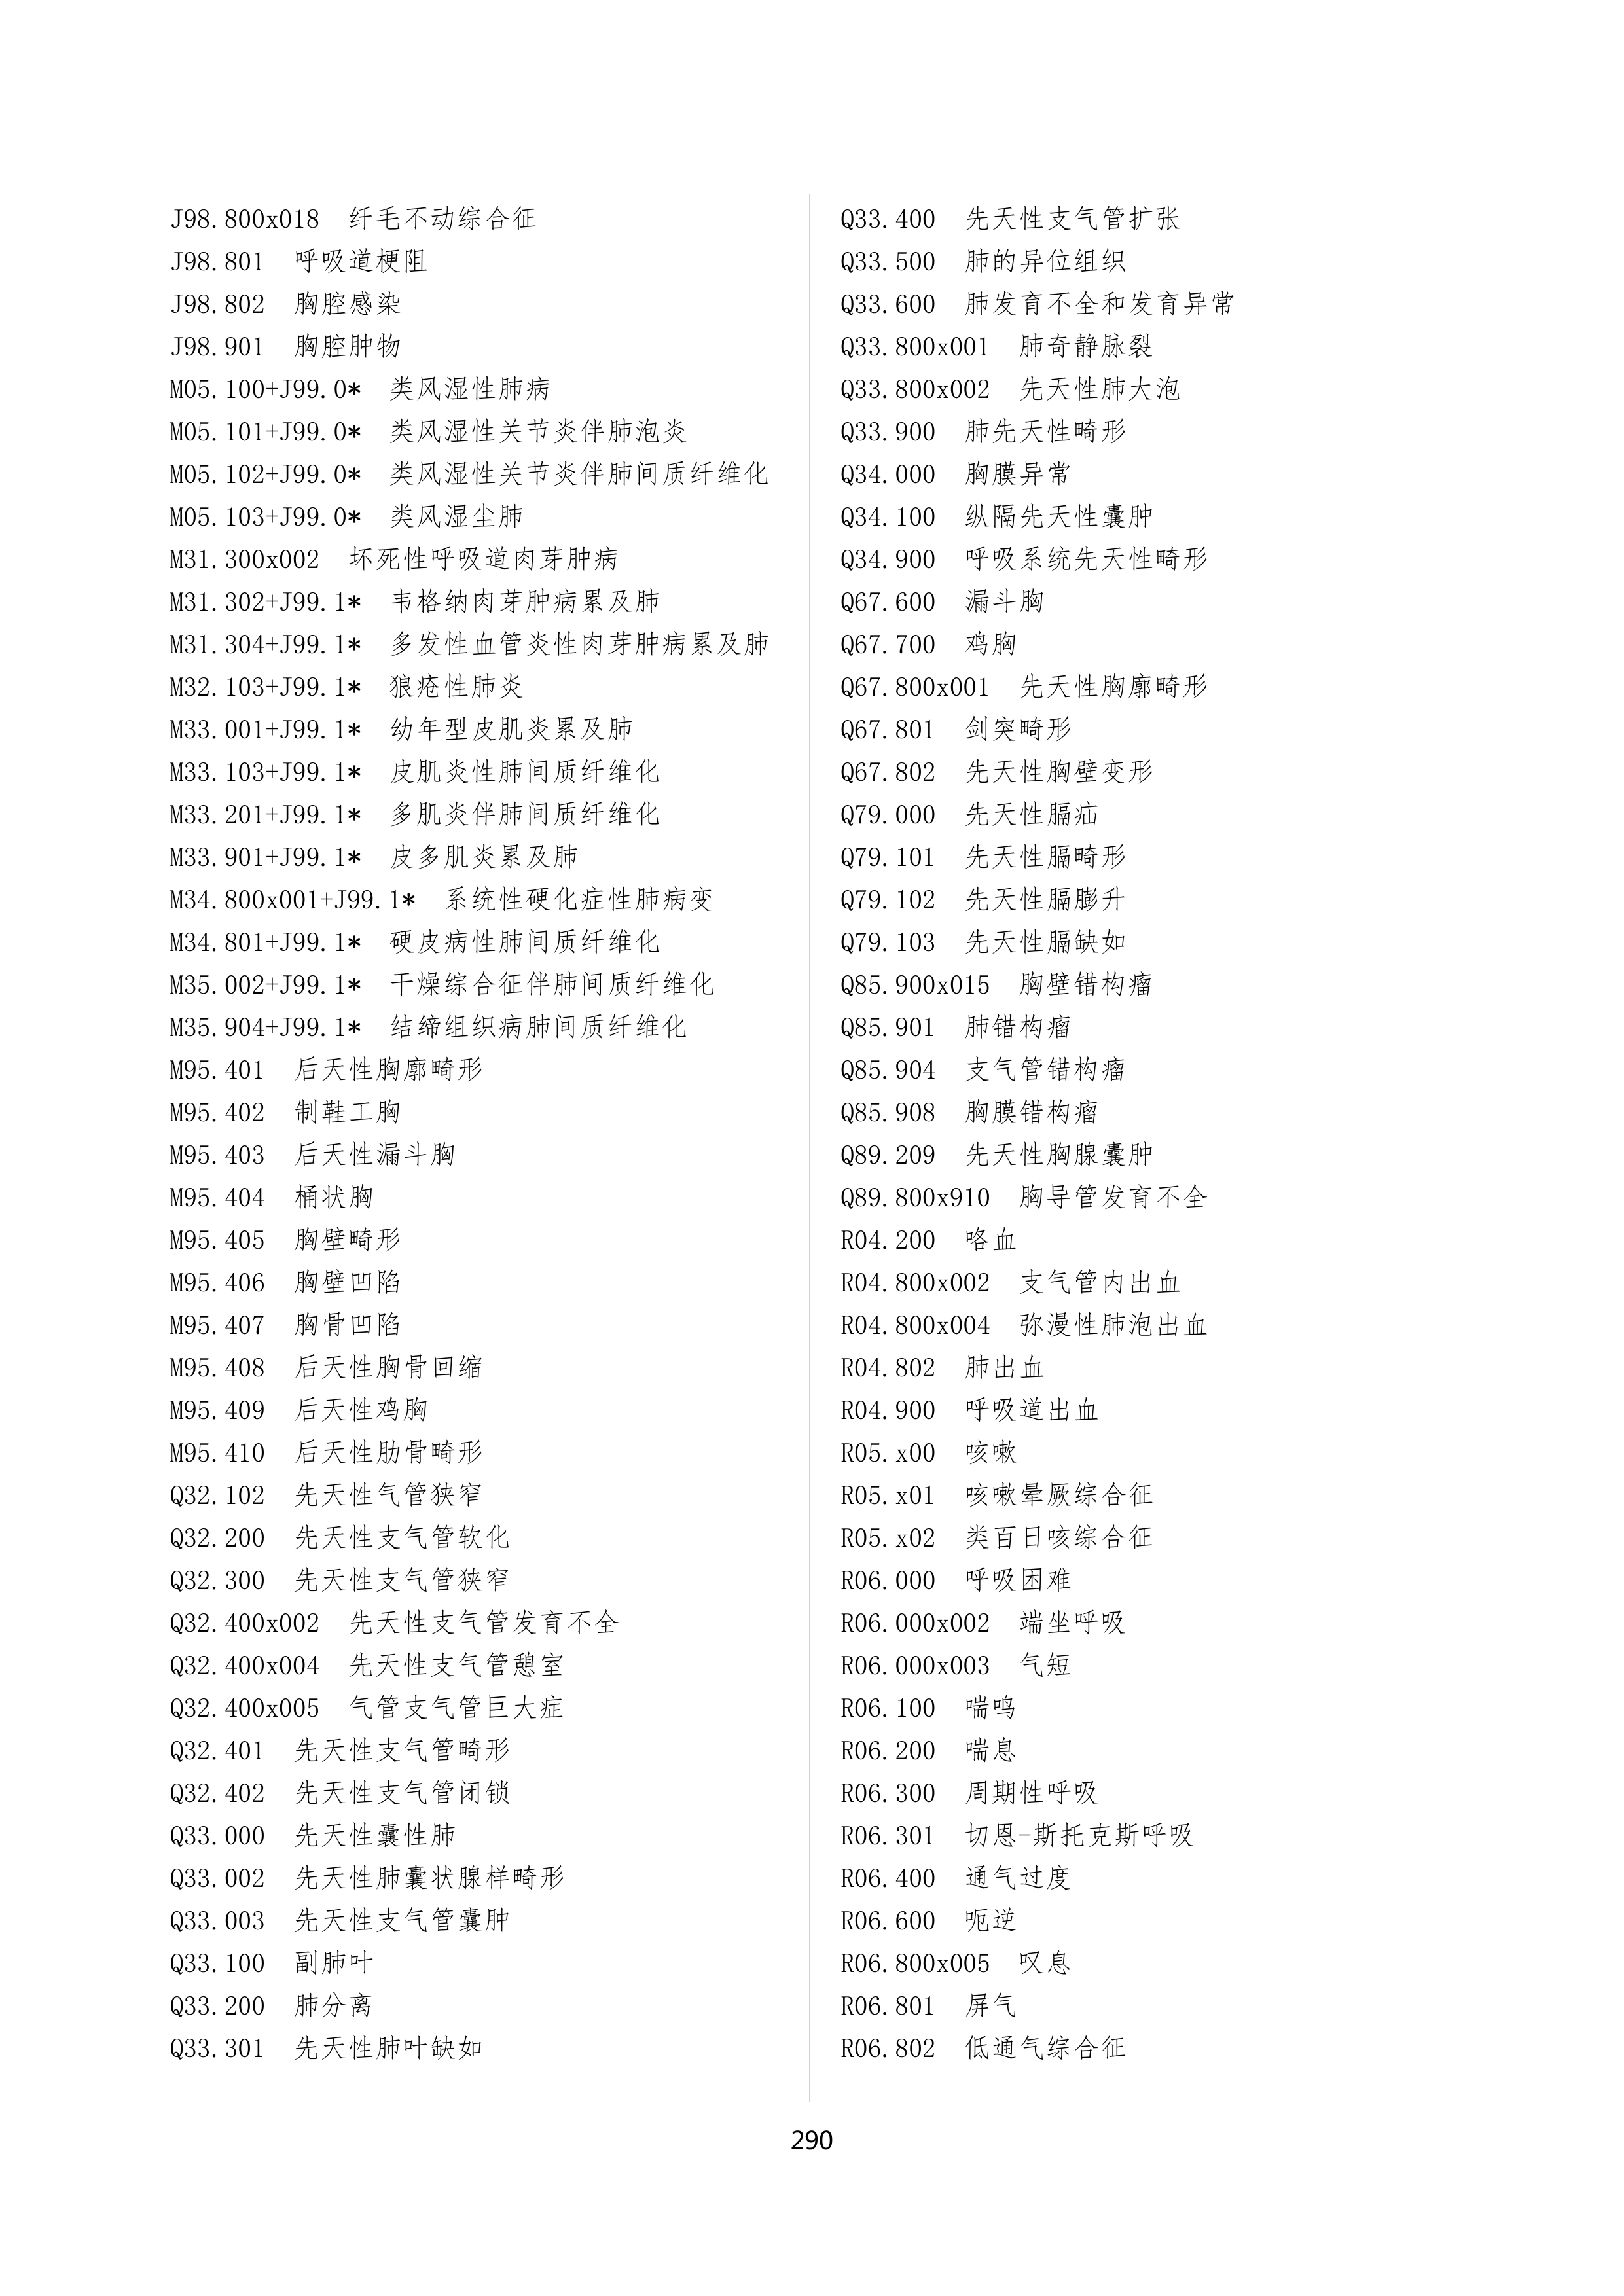 J98.800x018 纤毛不动综合征
J98.801 呼吸道梗阻
J98.802 胸腔感染
J98.901 胸腔肿物
M05.100+J99.0* 类风湿性肺病
M05.101+J99.0* 类风湿性关节炎伴肺泡炎
M05.102+J99.0* 类风湿性关节炎伴肺间质纤维化
M05.103+J99.0* 类风湿尘肺
M31.300x002 坏死性呼吸道肉芽肿病
M31.302+J99.1* 韦格纳肉芽肿病累及肺
M31.304+J99.1* 多发性血管炎性肉芽肿病累及肺
M32.103+J99.1* 狼疮性肺炎
M33.001+J99.1* 幼年型皮肌炎累及肺
M33.103+J99.1* 皮肌炎性肺间质纤维化
M33.201+J99.1* 多肌炎伴肺间质纤维化
M33.901+J99.1* 皮多肌炎累及肺
M34.800x001+J99.1* 系统性硬化症性肺病变
M34.801+J99.1* 硬皮病性肺间质纤维化
M35.002+J99.1* 干燥综合征伴肺间质纤维化
M35.904+J99.1* 结缔组织病肺间质纤维化
M95.401 后天性胸廓畸形
M95.402 制鞋工胸
M95.403 后天性漏斗胸
M95.404 桶状胸
M95.405 胸壁畸形
M95.406 胸壁凹陷
M95.407 胸骨凹陷
M95.408 后天性胸骨回缩
M95.409 后天性鸡胸
M95.410 后天性肋骨畸形
Q32.102 先天性气管狭窄
Q32.200 先天性支气管软化
Q32.300 先天性支气管狭窄
Q32.400x002 先天性支气管发育不全
Q32.400x004 先天性支气管憩室
Q32.400x005 气管支气管巨大症
Q32.401 先天性支气管畸形
Q32.402 先天性支气管闭锁
Q33.000 先天性囊性肺
Q33.002 先天性肺囊状腺样畸形
Q33.003 先天性支气管囊肿
Q33.100 副肺叶
Q33.200 肺分离
Q33.301 先天性肺叶缺如
Q33.400 先天性支气管扩张
Q33.500 肺的异位组织
Q33.600 肺发育不全和发育异常
Q33.800x001 肺奇静脉裂
Q33.800x002 先天性肺大泡
Q33.900 肺先天性畸形
Q34.000 胸膜异常
Q34.100 纵隔先天性囊肿
Q34.900 呼吸系统先天性畸形
Q67.600 漏斗胸
Q67.700 鸡胸
Q67.800x001 先天性胸廓畸形
Q67.801 剑突畸形
Q67.802 先天性胸壁变形
Q79.000 先天性膈疝
Q79.101 先天性膈畸形
Q79.102 先天性膈膨升
Q79.103 先天性膈缺如
Q85.900x015 胸壁错构瘤
Q85.901 肺错构瘤
Q85.904 支气管错构瘤
Q85.908 胸膜错构瘤
Q89.209 先天性胸腺囊肿
Q89.800x910 胸导管发育不全
R04.200 咯血
R04.800x002 支气管内出血
R04.800x004 弥漫性肺泡出血
R04.802 肺出血
R04.900 呼吸道出血
R05.x00 咳嗽
R05.x01 咳嗽晕厥综合征
R05.x02 类百日咳综合征
R06.000 呼吸困难
R06.000x002 端坐呼吸
R06.000x003 气短
R06.100 喘鸣
R06.200 喘息
R06.300 周期性呼吸
R06.301 切恩-斯托克斯呼吸
R06.400 通气过度
R06.600 呃逆
R06.800x005 叹息
R06.801 屏气
R06.802 低通气综合征
290